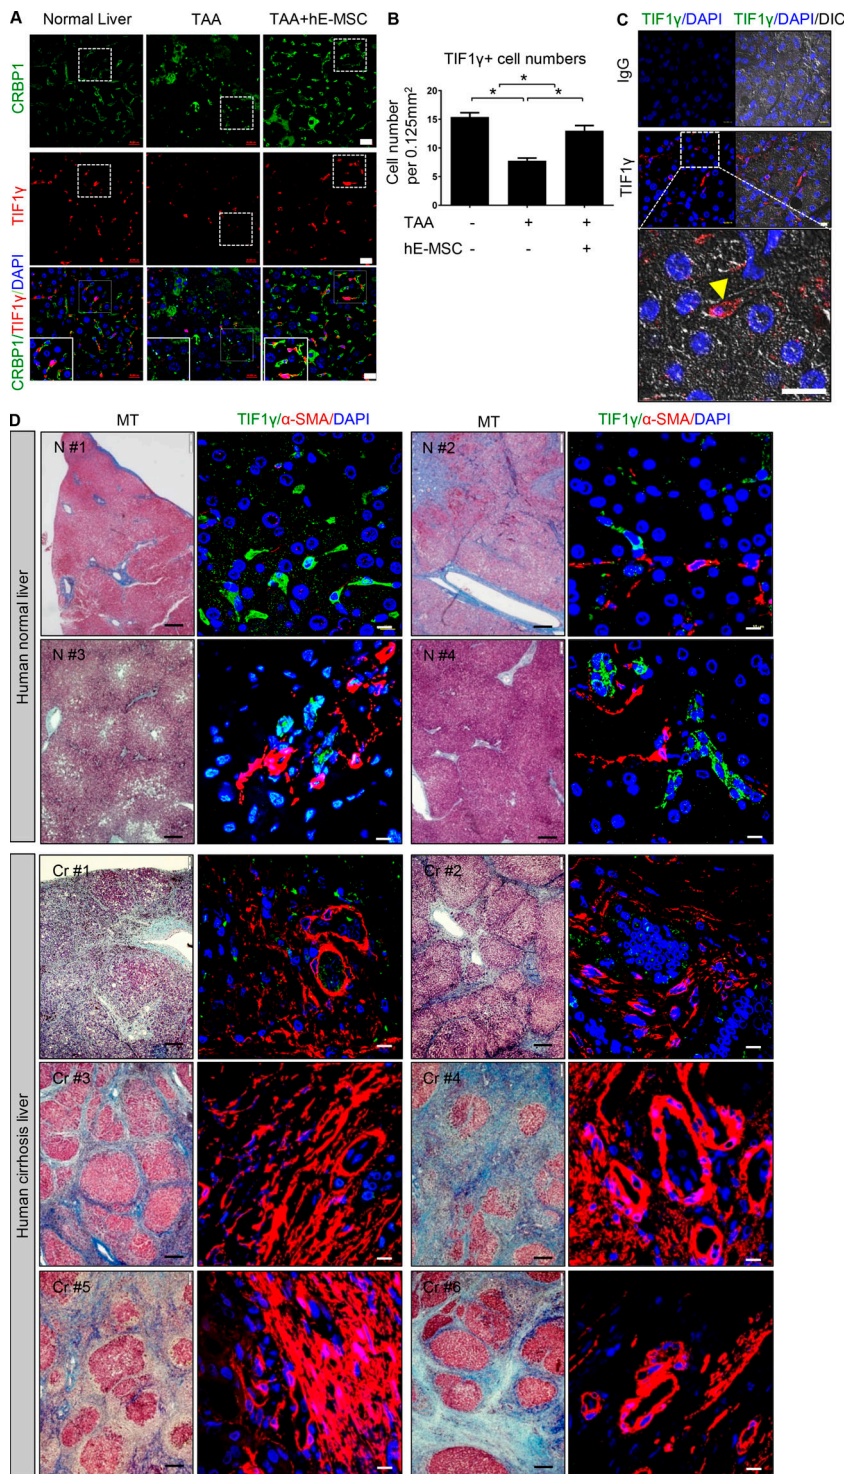 A
Normal Liver
TAA
TAA+hE-MSC
CRBP1
TIF1γ
CRBP1/TIF1γ/DAPI
B
TIF1γ+ cell numbers
*
*
*
Cell number
per 0.125mm²
20
15
10
5
0
TAA - + +
hE-MSC - - +
C
TIF1γ/DAPI
TIF1γ/DAPI/DIC
IgG
TIF1γ
D
MT
TIF1γ/α-SMA/DAPI
MT
TIF1γ/α-SMA/DAPI
Human normal liver
N #1
N #2
N #3
N #4
Human cirrhosis liver
Cr #1
Cr #2
Cr #3
Cr #4
Cr #5
Cr #6